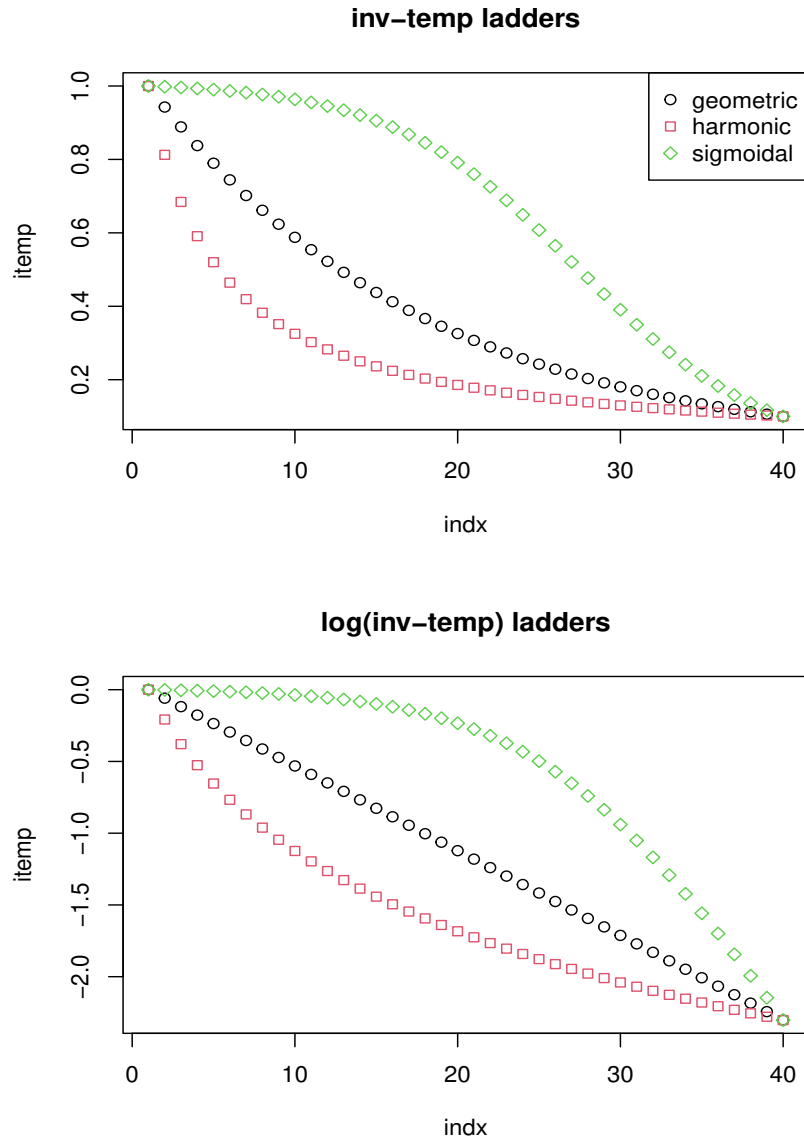 inv−temp ladders
1.0
0.8
0.6
0.4
0.2
itemp
geometric
harmonic
sigmoidal
0 10 20 30 40
indx
log(inv−temp) ladders
0.0
−0.5
−1.0
−1.5
−2.0
itemp
0 10 20 30 40
indx